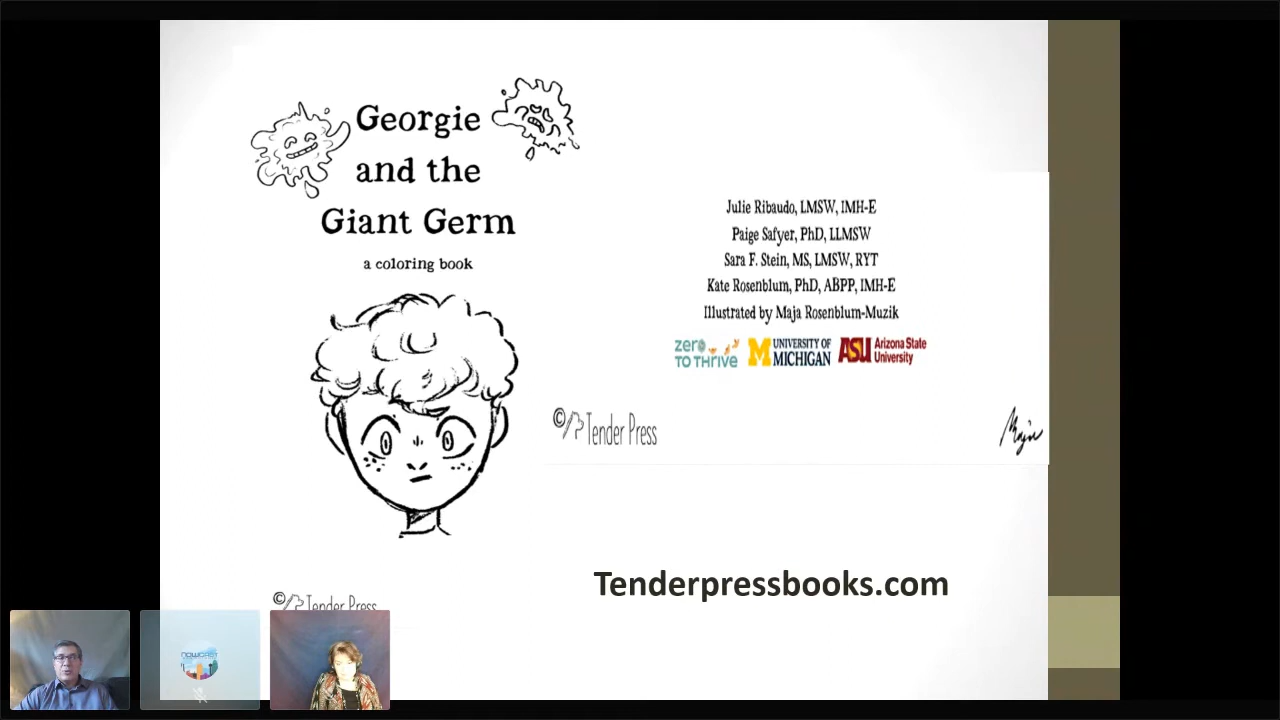 Georgie
and the
Giant Germ
a coloring book
© Tender Press
Julie Ribaudo, LMSW, IMH-E
Paige Safyer, PhD, LLMSW
Sara F. Stein, MS, LMSW, RYT
Kate Rosenblum, PhD, ABPP, IMH-E
Illustrated by Maja Rosenblum-Muzik
zero
TO THRIVE
M UNIVERSITY OF
MICHIGAN
ASU Arizona State
University
© Tender Press
Maja
Tenderpressbooks.com
NOWCAST